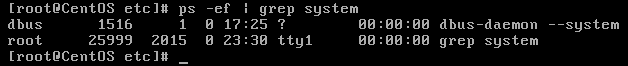 [root@CentOS etc]# ps -ef | grep system
dbus      1516     1  0 17:25 ?        00:00:00 dbus-daemon --system
root     25999  2015  0 23:30 tty1     00:00:00 grep system
[root@CentOS etc]# _